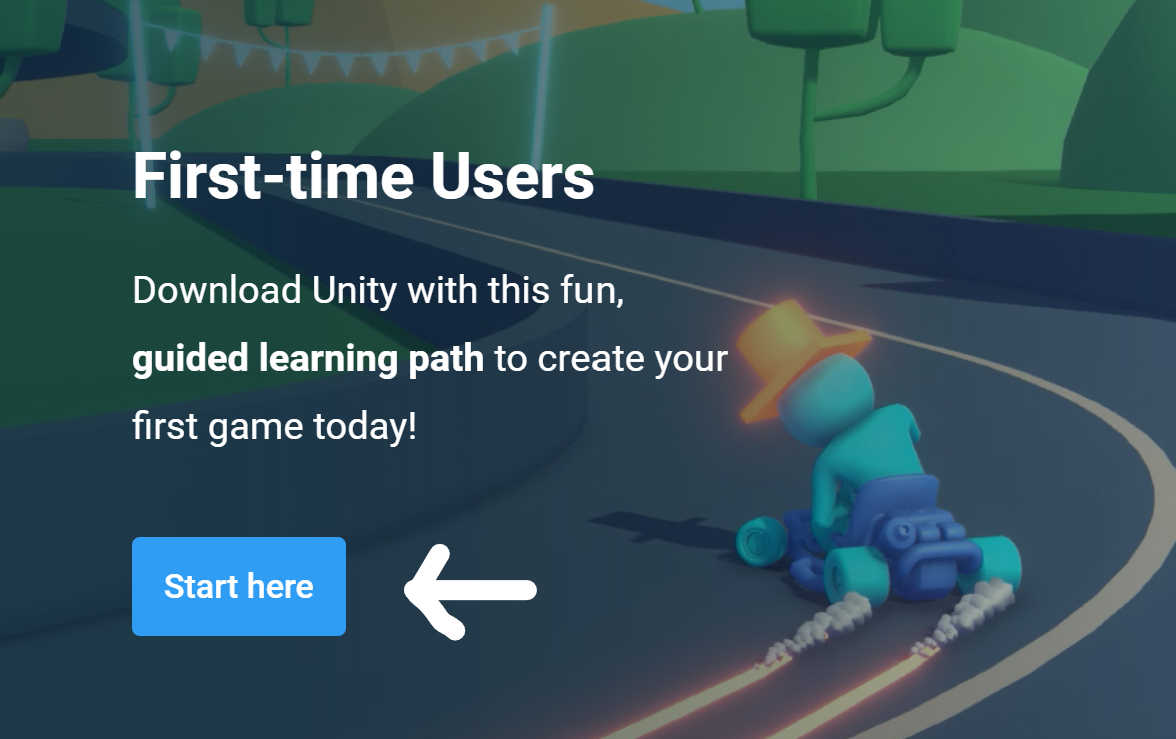 First-time Users
Download Unity with this fun,
guided learning path to create your
first game today!
Start here